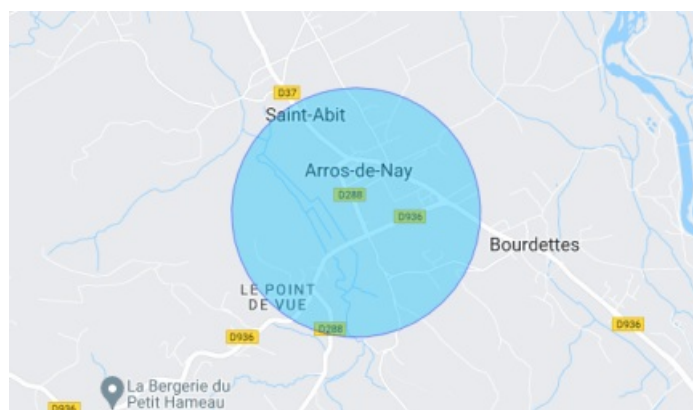 D37
Saint-Abit
Arros-de-Nay
D288
D936
Bourdettes
LE POINT
DE VUE
D936
D288
D936
La Bergerie du
Petit Hameau
D936